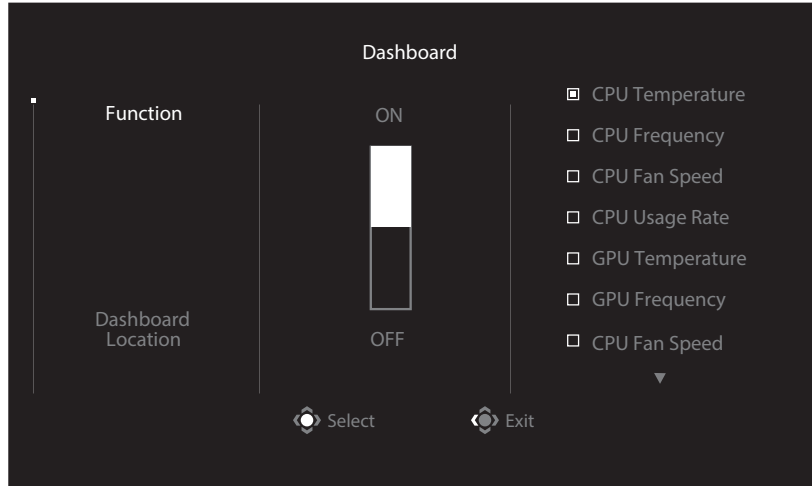 Dashboard
Function
Dashboard
Location
ON
OFF
CPU Temperature
CPU Frequency
CPU Fan Speed
CPU Usage Rate
GPU Temperature
GPU Frequency
CPU Fan Speed
Select
Exit